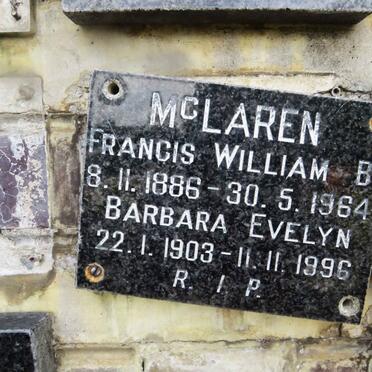 McLAREN
FRANCIS WILLIAM B
8. 11. 1886 - 30. 5. 1964
BARBARA EVELYN
22. 1. 1903 - 11. 11. 1996
R. I. P.